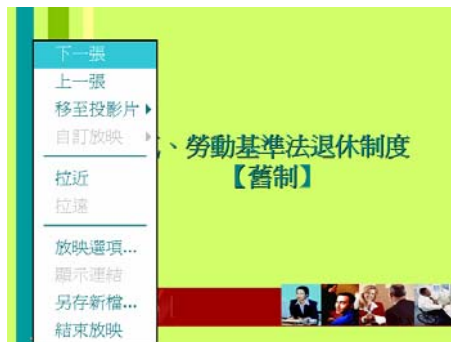 下一張
上一張
移至投影片
自訂放映
拉近
拉遠
放映選項...
顯示連結
另存新檔...
結束放映
、勞動基準法退休制度
【舊制】